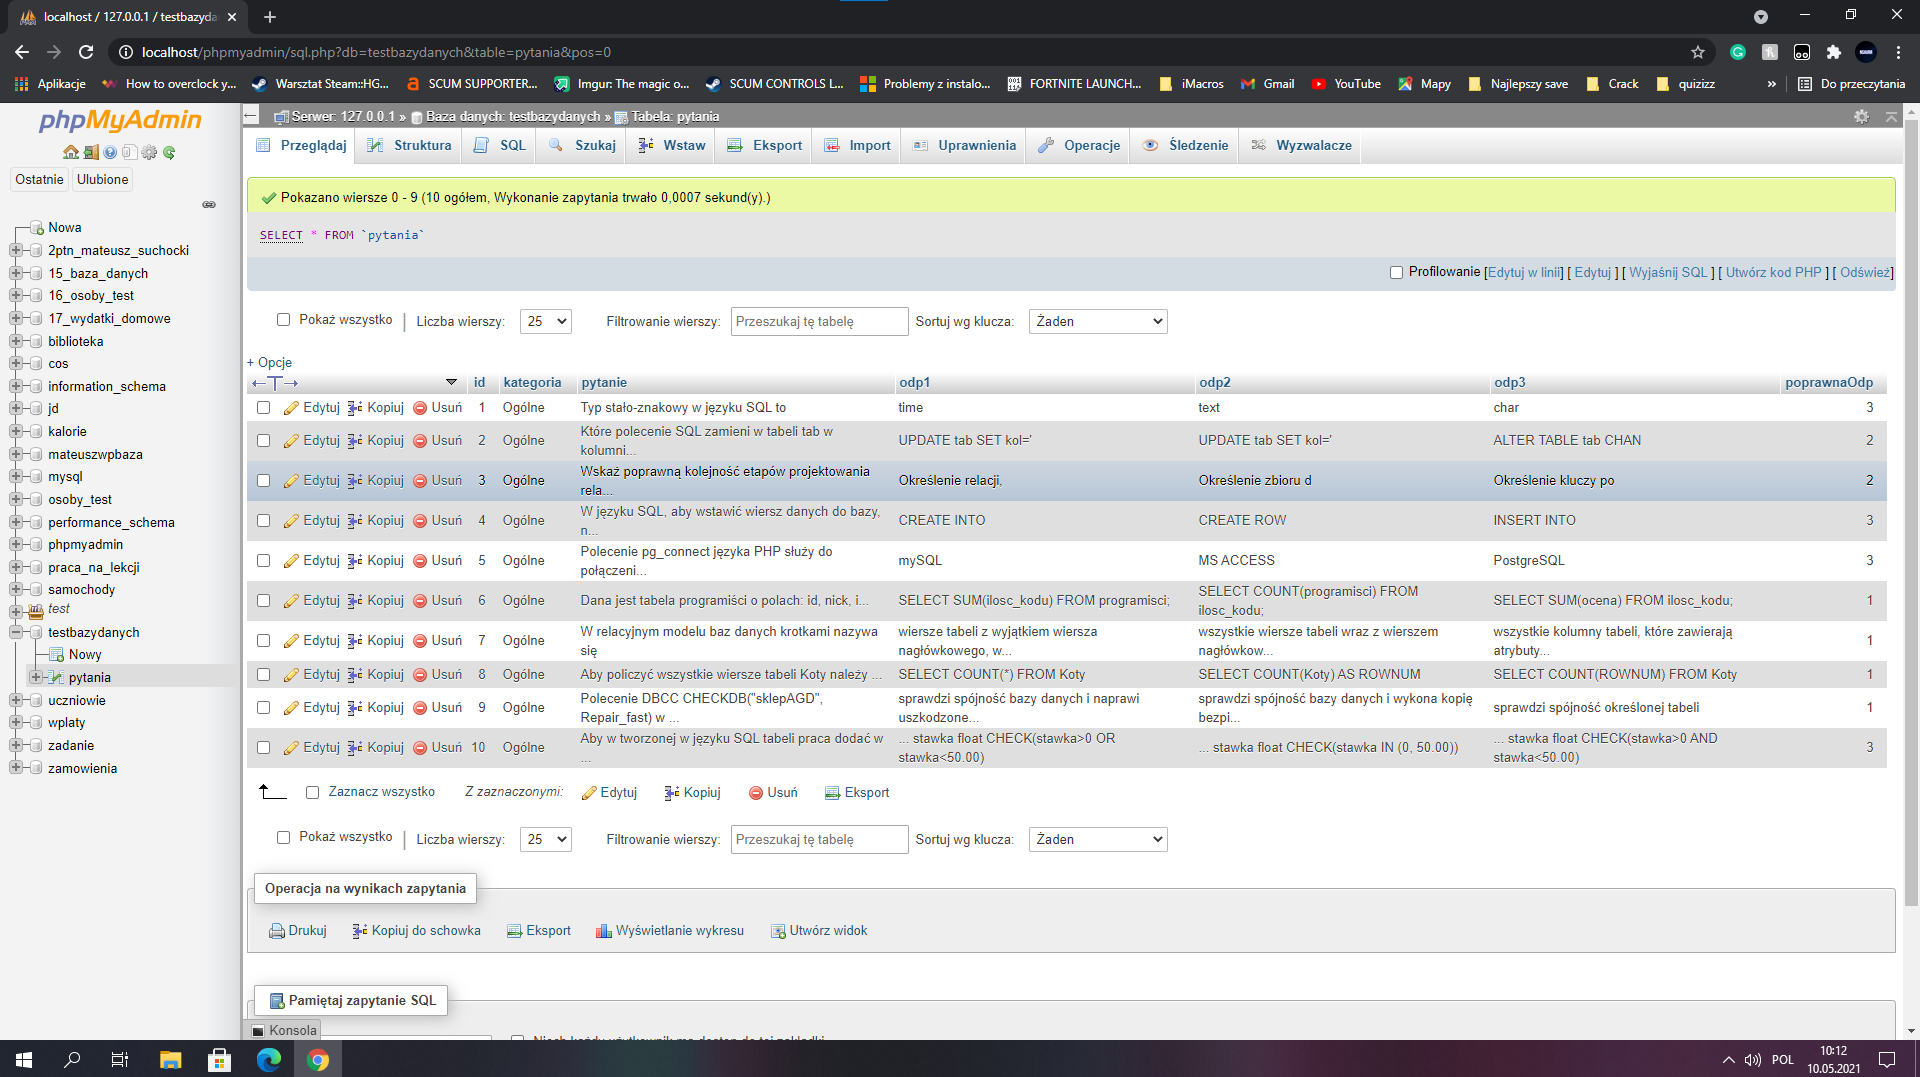 localhost / 127.0.0.1 / testbazyda
localhost/phpmyadmin/sql.php?db=testbazydanych&table=pytania&pos=0
Aplikacje How to overclock y... Warsztat Steam::HG... SCUM SUPPORTER... Imgur: The magic o... SCUM CONTROLS L... Problemy z instalo... FORTNITE LAUNCH... iMacros Gmail YouTube Mapy Najlepszy save Crack quizizz » Do przeczytania
phpMyAdmin
Ostatnie Ulubione
Nowa
2ptn_mateusz_suchocki
15_baza_danych
16_osoby_test
17_wydatki_domowe
biblioteka
cos
information_schema
jd
kalorie
mateuszwpbaza
mysql
osoby_test
performance_schema
phpmyadmin
praca_na_lekcji
samochody
test
testbazydanych
Nowy
pytania
uczniowie
wplaty
zadanie
zamowienia
Serwer: 127.0.0.1 » Baza danych: testbazydanych » Tabela: pytania
Przeglądaj Struktura SQL Szukaj Wstaw Eksport Import Uprawnienia Operacje Śledzenie Wyzwalacze
Pokazano wiersze 0 - 9 (10 ogółem, Wykonanie zapytania trwało 0,0007 sekund(y).)
SELECT * FROM `pytania`
Profilowanie [Edytuj w linii] [ Edytuj ] [ Wyjaśnij SQL ] [ Utwórz kod PHP ] [ Odśwież]
Pokaż wszystko | Liczba wierszy: 25 Filtrowanie wierszy: Przeszukaj tę tabelę Sortuj wg klucza: Żaden
+ Opcje
←T→ id kategoria pytanie odp1 odp2 odp3 poprawnaOdp
Edytuj Kopiuj Usuń 1 Ogólne Typ stało-znakowy w języku SQL to time text char 3
Edytuj Kopiuj Usuń 2 Ogólne Które polecenie SQL zamieni w tabeli tab w kolumni... UPDATE tab SET kol=' UPDATE tab SET kol=' ALTER TABLE tab CHAN 2
Edytuj Kopiuj Usuń 3 Ogólne Wskaż poprawną kolejność etapów projektowania rela... Określenie relacji, Określenie zbioru d Określenie kluczy po 2
Edytuj Kopiuj Usuń 4 Ogólne W języku SQL, aby wstawić wiersz danych do bazy, n... CREATE INTO CREATE ROW INSERT INTO 3
Edytuj Kopiuj Usuń 5 Ogólne Polecenie pg_connect języka PHP służy do połączeni... mySQL MS ACCESS PostgreSQL 3
Edytuj Kopiuj Usuń 6 Ogólne Dana jest tabela programiści o polach: id, nick, i... SELECT SUM(ilosc_kodu) FROM programisci; SELECT COUNT(programisci) FROM ilosc_kodu; SELECT SUM(ocena) FROM ilosc_kodu; 1
Edytuj Kopiuj Usuń 7 Ogólne W relacyjnym modelu baz danych krotkami nazywa się wiersze tabeli z wyjątkiem wiersza nagłówkowego, w... wszystkie wiersze tabeli wraz z wierszem nagłówkow... wszystkie kolumny tabeli, które zawierają atrybuty... 1
Edytuj Kopiuj Usuń 8 Ogólne Aby policzyć wszystkie wiersze tabeli Koty należy ... SELECT COUNT(*) FROM Koty SELECT COUNT(Koty) AS ROWNUM SELECT COUNT(ROWNUM) FROM Koty 1
Edytuj Kopiuj Usuń 9 Ogólne Polecenie DBCC CHECKDB("sklepAGD", Repair_fast) w ... sprawdzi spójność bazy danych i naprawi uszkodzone... sprawdzi spójność bazy danych i wykona kopię bezpi... sprawdzi spójność określonej tabeli 1
Edytuj Kopiuj Usuń 10 Ogólne Aby w tworzonej w języku SQL tabeli praca dodać w ... ... stawka float CHECK(stawka>0 OR stawka<50.00) ... stawka float CHECK(stawka IN (0, 50.00)) ... stawka float CHECK(stawka>0 AND stawka<50.00) 3
Zaznacz wszystko Z zaznaczonymi: Edytuj Kopiuj Usuń Eksport
Pokaż wszystko | Liczba wierszy: 25 Filtrowanie wierszy: Przeszukaj tę tabelę Sortuj wg klucza: Żaden
Operacja na wynikach zapytania
Drukuj Kopiuj do schowka Eksport Wyświetlanie wykresu Utwórz widok
Pamiętaj zapytanie SQL
Konsola
POL 10:12
10.05.2021